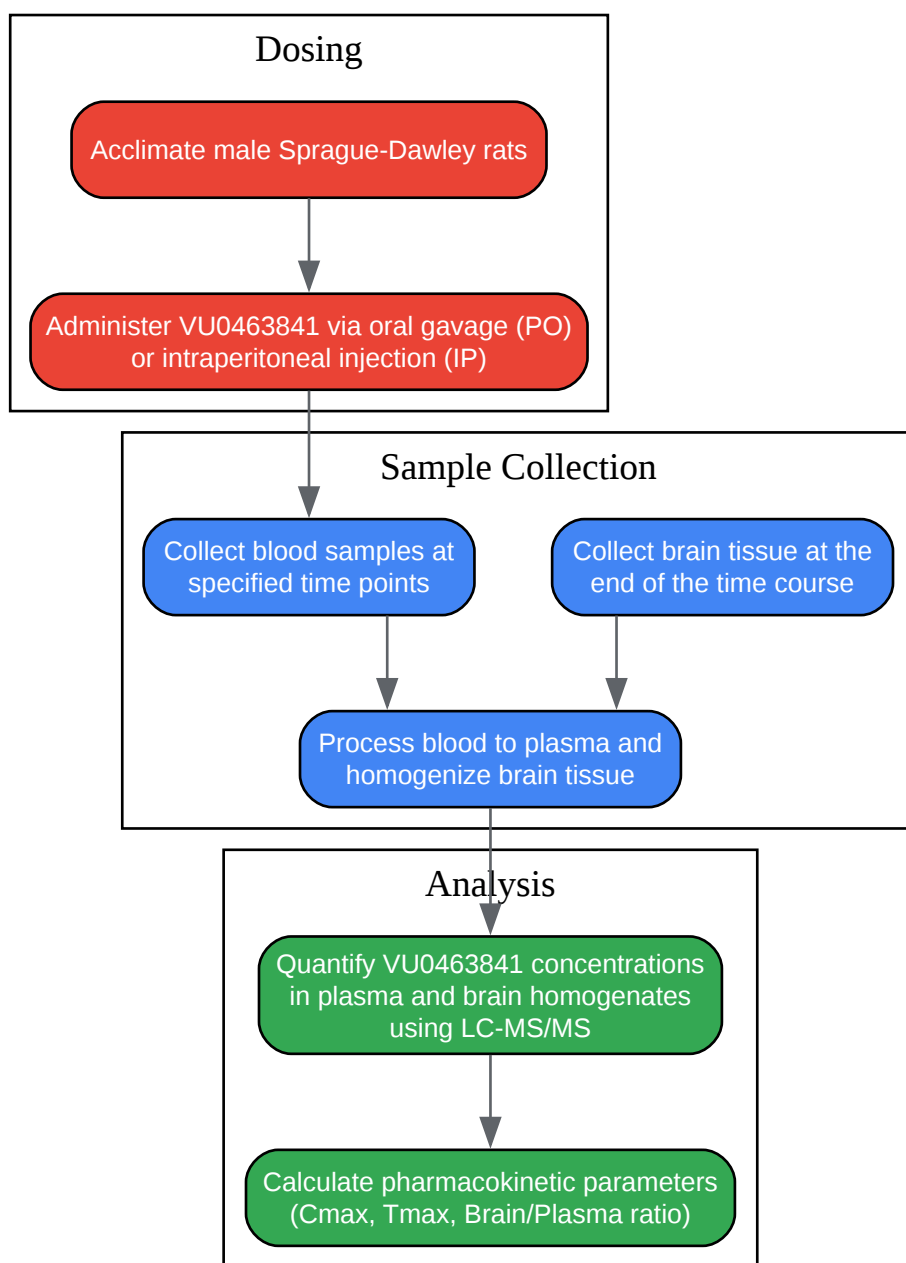 Dosing
Acclimate male Sprague-Dawley rats
Administer VU0463841 via oral gavage (PO)
or intraperitoneal injection (IP)
Sample Collection
Collect blood samples at
specified time points
Collect brain tissue at the
end of the time course
Process blood to plasma and
homogenize brain tissue
Analysis
Quantify VU0463841 concentrations
in plasma and brain homogenates
using LC-MS/MS
Calculate pharmacokinetic parameters
(Cmax, Tmax, Brain/Plasma ratio)